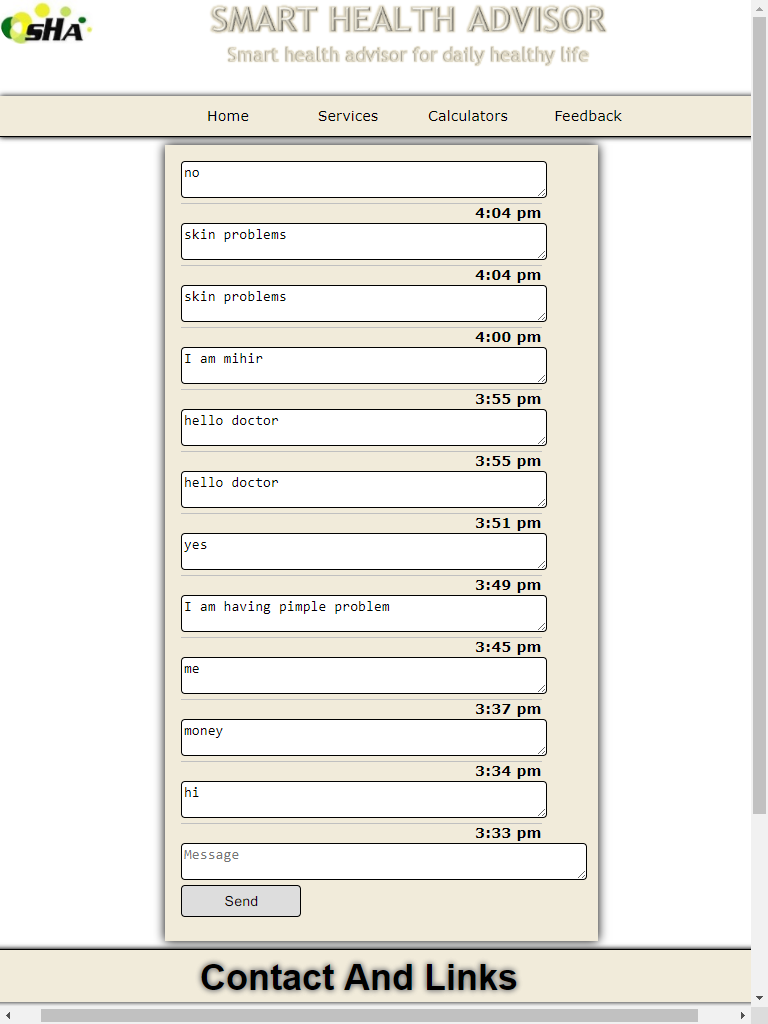 SHA
SMART HEALTH ADVISOR
Smart health advisor for daily healthy life
Home Services Calculators Feedback
no
4:04 pm
skin problems
4:04 pm
skin problems
4:00 pm
I am mihir
3:55 pm
hello doctor
3:55 pm
hello doctor
3:51 pm
yes
3:49 pm
I am having pimple problem
3:45 pm
me
3:37 pm
money
3:34 pm
hi
3:33 pm
Message
Send
Contact And Links